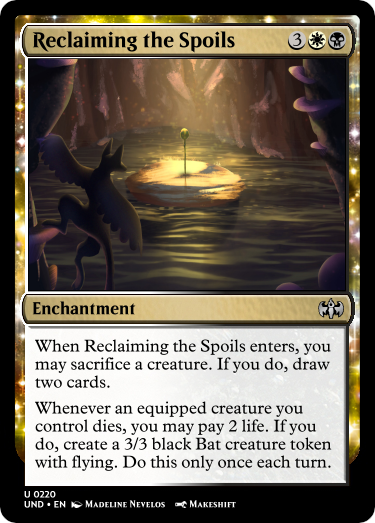 Reclaiming the Spoils 3
Enchantment
When Reclaiming the Spoils enters, you
may sacrifice a creature. If you do, draw
two cards.
Whenever an equipped creature you
control dies, you may pay 2 life. If you
do, create a 3/3 black Bat creature token
with flying. Do this only once each turn.
U 0220
UND • EN Madeline Nevelos Makeshift